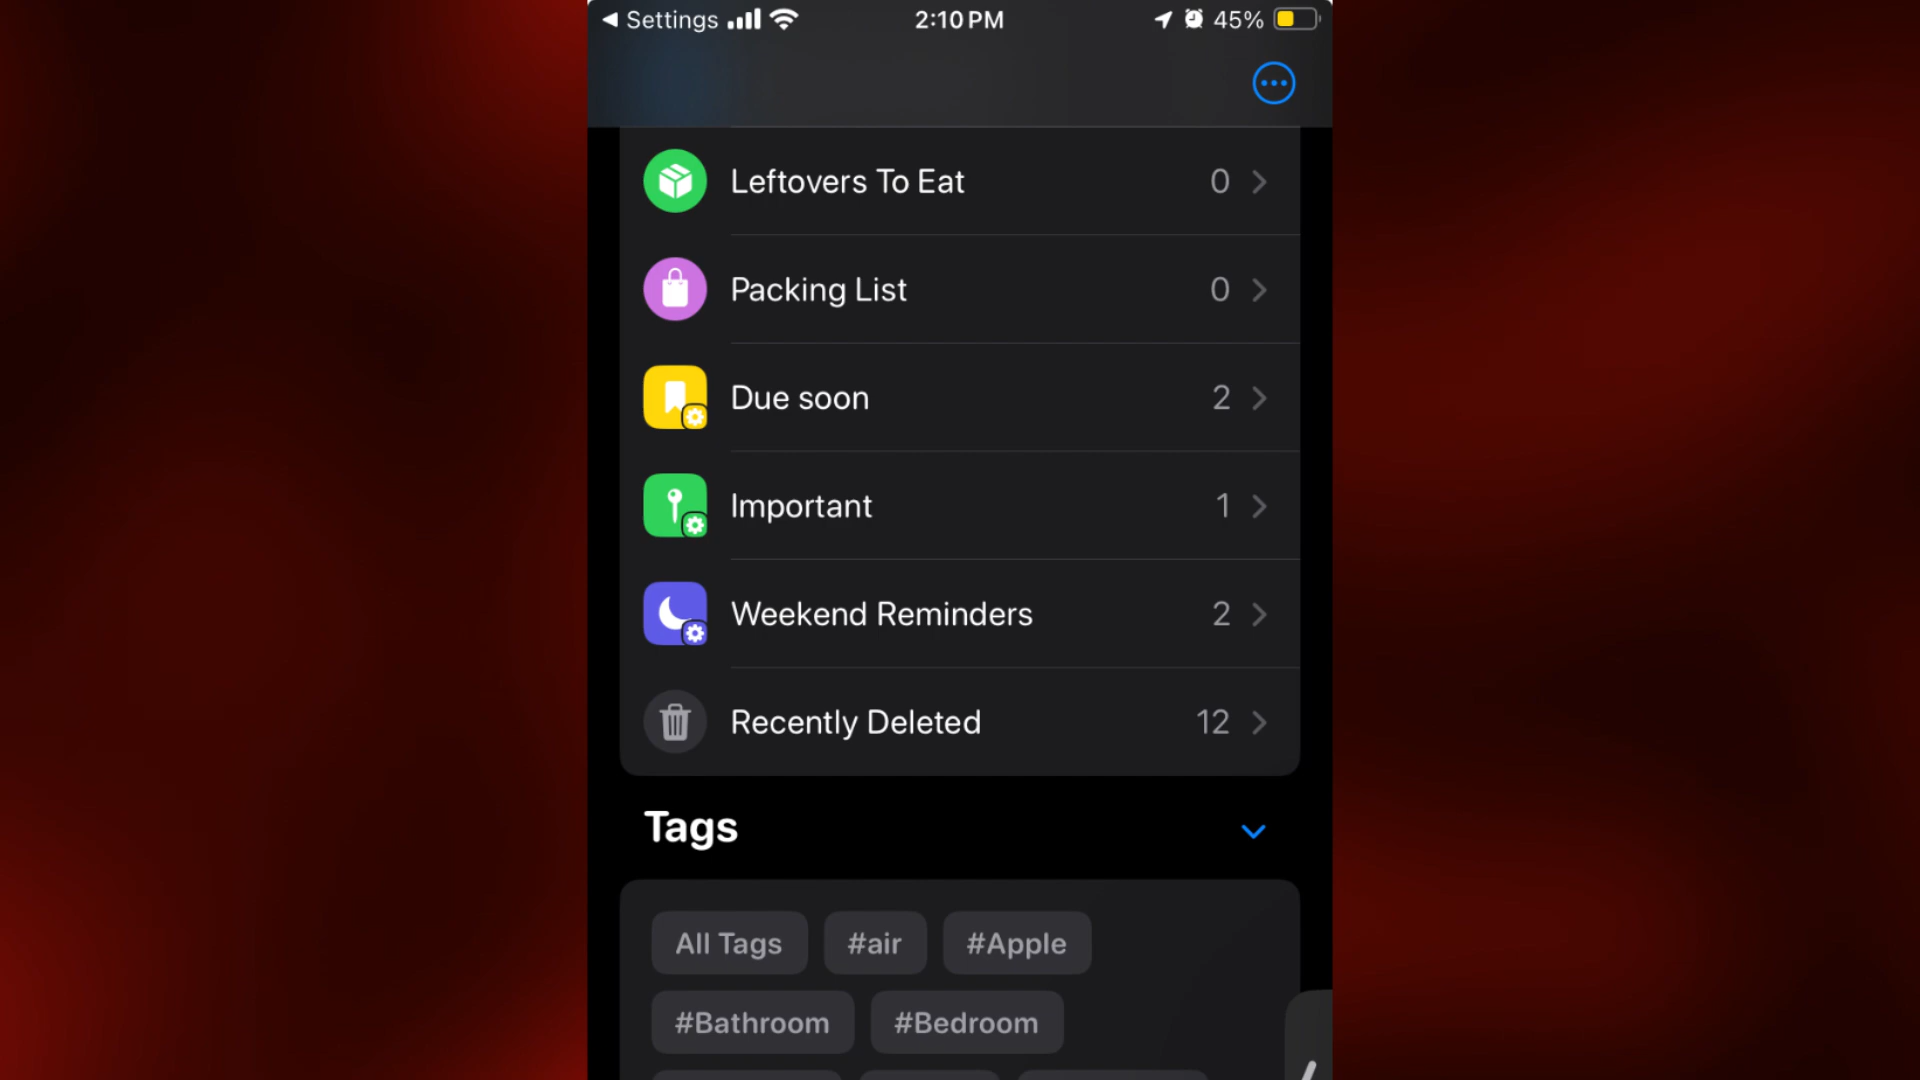 Settings 2:10 PM 45%
Leftovers To Eat 0
Packing List 0
Due soon 2
Important 1
Weekend Reminders 2
Recently Deleted 12
Tags
All Tags #air #Apple
#Bathroom #Bedroom